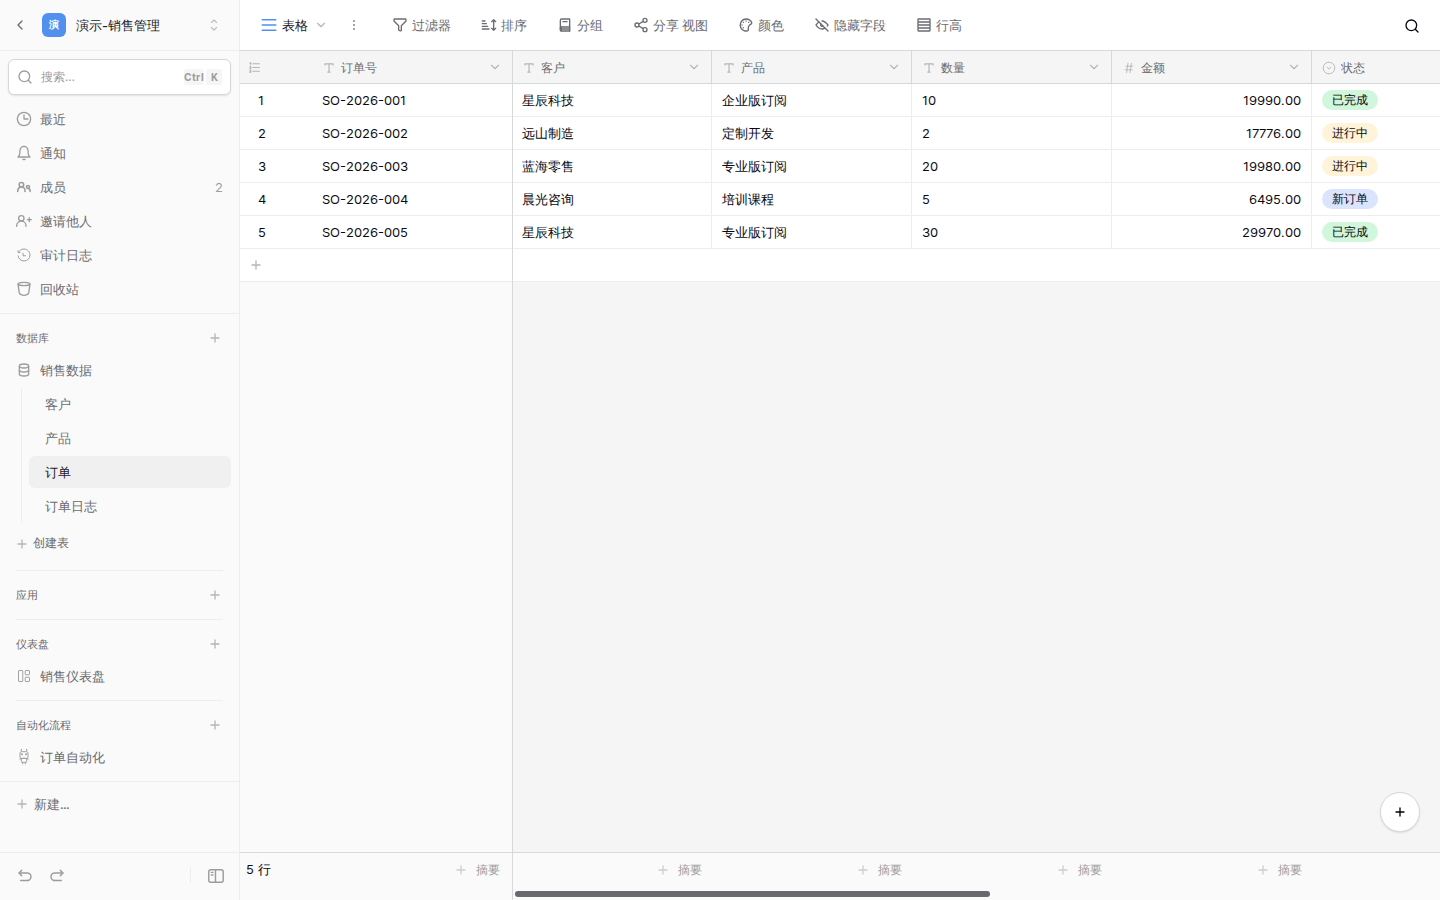 演 演示-销售管理
搜索... Ctrl K
最近
通知
成员 2
邀请他人
审计日志
回收站
数据库
销售数据
客户
产品
订单
订单日志
创建表
应用
仪表盘
销售仪表盘
自动化流程
订单自动化
新建...
表格 过滤器 排序 分组 分享 视图 颜色 隐藏字段 行高
订单号 客户 产品 数量 # 金额 状态
1 SO-2026-001 星辰科技 企业版订阅 10 19990.00 已完成
2 SO-2026-002 远山制造 定制开发 2 17776.00 进行中
3 SO-2026-003 蓝海零售 专业版订阅 20 19980.00 进行中
4 SO-2026-004 晨光咨询 培训课程 5 6495.00 新订单
5 SO-2026-005 星辰科技 专业版订阅 30 29970.00 已完成
5 行 摘要 摘要 摘要 摘要 摘要